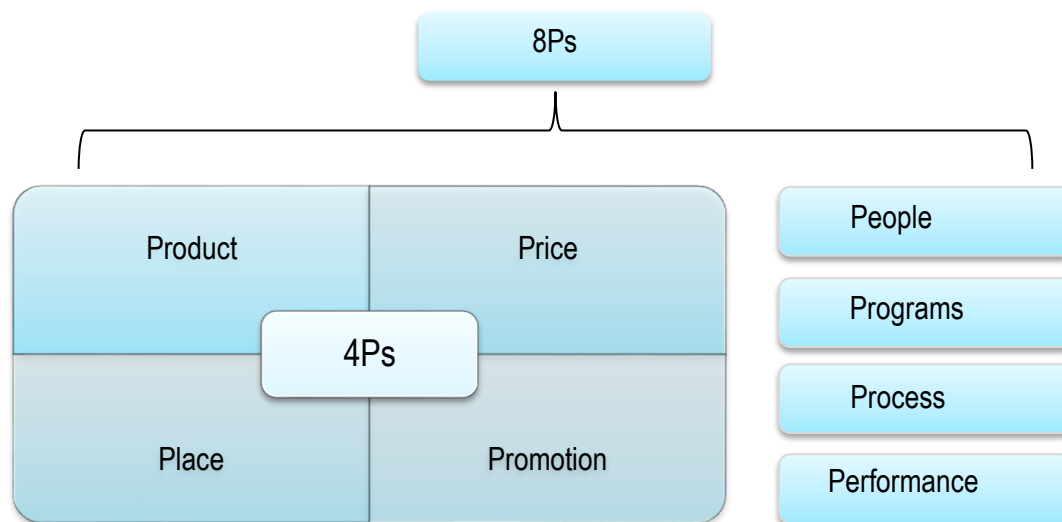 8Ps
Product
Price
4Ps
Place
Promotion
People
Programs
Process
Performance